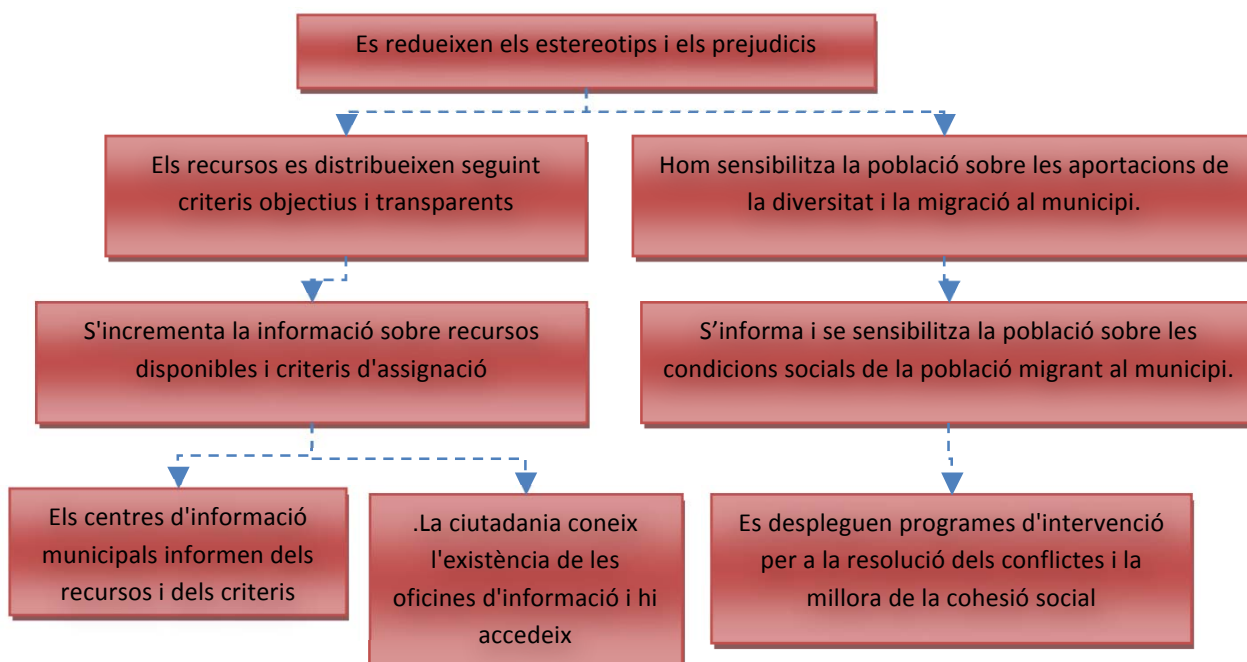 Es redueixen els estereotips i els prejudicis
Els recursos es distribueixen seguint
criteris objectius i transparents
Hom sensibilitza la població sobre les aportacions de
la diversitat i la migració al municipi.
S'incrementa la informació sobre recursos
disponibles i criteris d'assignació
S’informa i se sensibilitza la població sobre les
condicions socials de la població migrant al municipi.
Els centres d'informació
municipals informen dels
recursos i dels criteris
.La ciutadania coneix
l'existència de les
oficines d'informació i hi
accedeix
Es despleguen programes d'intervenció
per a la resolució dels conflictes i la
millora de la cohesió social